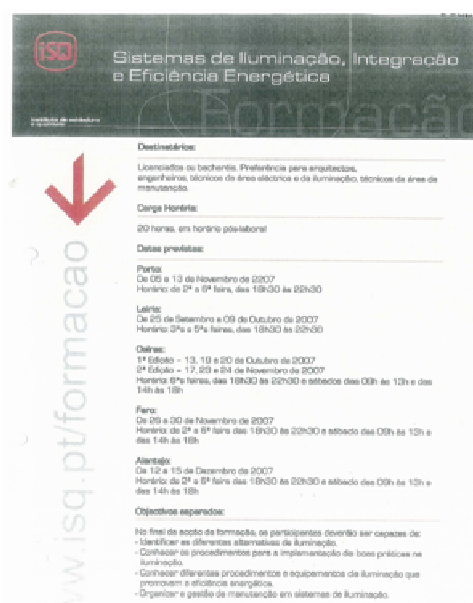 isq
Sistemas de Iluminação, Integração
e Eficiência Energética
Formação
Instituto de soldadura
e qualidade
www.isq.pt/formacao
Destinatários:
Licenciados ou bacharéis. Preferência para arquitectos,
engenheiros, técnicos da área eléctrica e da iluminação, técnicos da área de
manutenção.
Carga Horária:
20 horas, em horário pós-laboral
Datas previstas:
Porto:
De 05 a 13 de Novembro de 2207
Horário: de 2ª a 6ª feira, das 18h30 às 22h30
Leiria:
De 25 de Setembro a 09 de Outubro de 2007
Horário: 3ªs e 5ªs feiras, das 18h30 às 22h30
Oeiras:
1ª Edição - 13, 19 e 20 de Outubro de 2007
2ª Edição - 17, 23 e 24 de Novembro de 2007
Horário: 6ªs feiras, das 18h30 às 22h30 e sábados das 09h às 13h e das
14h às 18h
Faro:
De 26 a 30 de Novembro de 2007
Horário: de 2ª a 6ª feira das 18h30 às 22h30 e sábado das 09h às 13h e
das 14h às 18h
Alentejo:
De 12 a 15 de Dezembro de 2007
Horário: de 2ª a 6ª feira das 18h30 às 22h30 e sábado das 09h às 13h e
das 14h às 18h
Objectivos esperados:
No final da acção de formação, os participantes deverão ser capazes de:
- Identificar as diferentes alternativas de iluminação.
- Conhecer os procedimentos para a implementação de boas práticas na
iluminação.
- Conhecer diferentes procedimentos e equipamentos de iluminação que
promovem a eficiência energética.
- Organizar a gestão da manutenção em sistemas de iluminação.